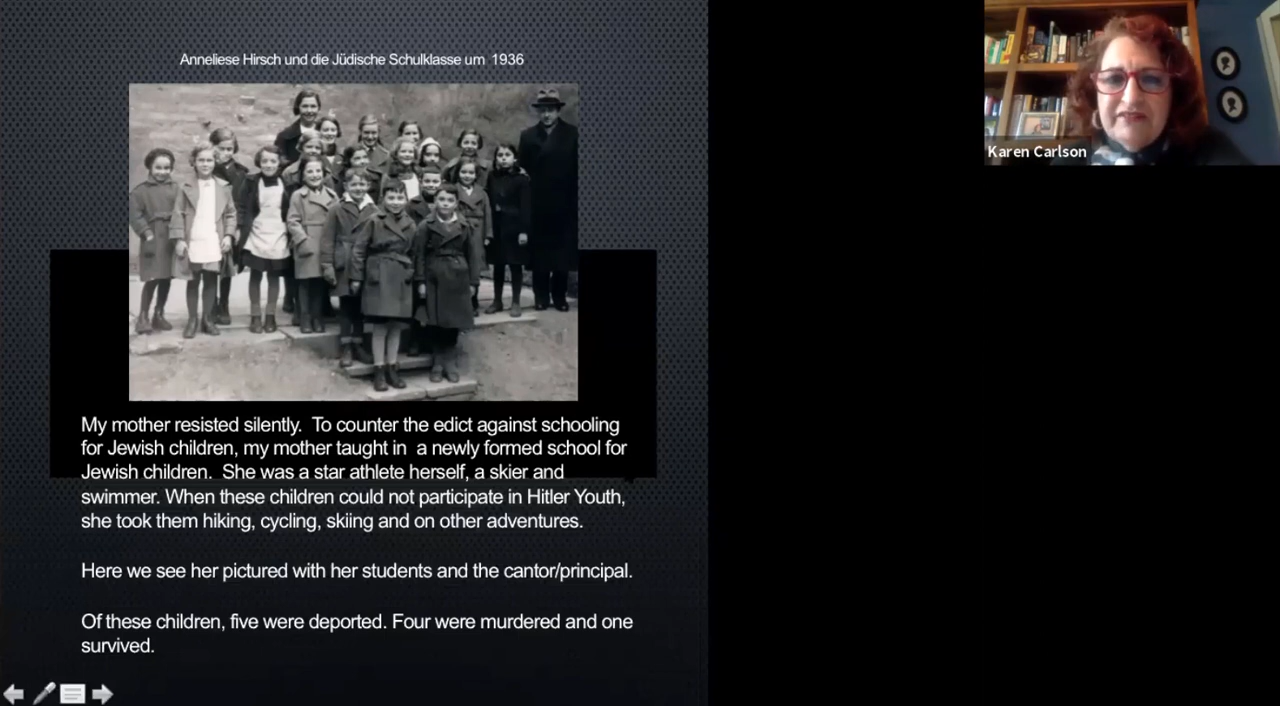 Anneliese Hirsch und die Jüdische Schulklasse um 1936
Karen Carlson
My mother resisted silently. To counter the edict against schooling
for Jewish children, my mother taught in a newly formed school for
Jewish children. She was a star athlete herself, a skier and
swimmer. When these children could not participate in Hitler Youth,
she took them hiking, cycling, skiing and on other adventures.
Here we see her pictured with her students and the cantor/principal.
Of these children, five were deported. Four were murdered and one
survived.